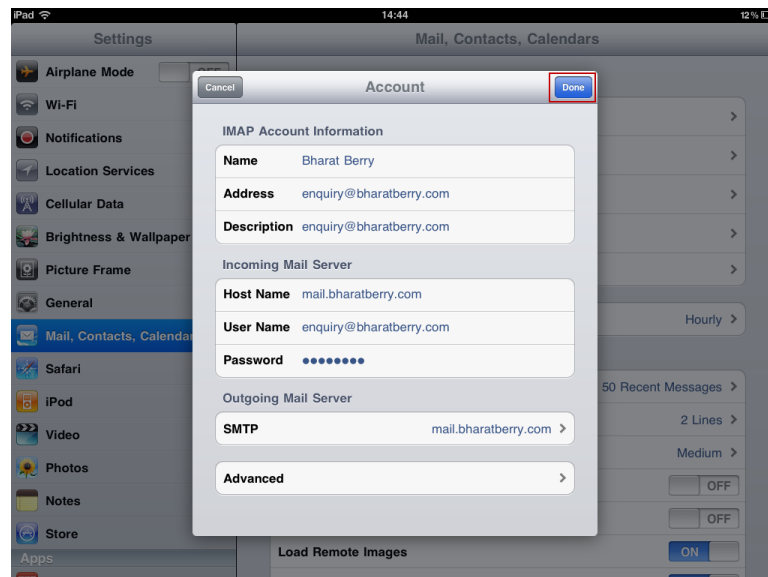 iPad 14:44 12%
Settings
Mail, Contacts, Calendars
Airplane Mode
Wi-Fi
Notifications
Location Services
Cellular Data
Brightness & Wallpaper
Picture Frame
General
Mail, Contacts, Calendar
Safari
iPod
Video
Photos
Notes
Store
Apps
Cancel Account Done
IMAP Account Information
Name Bharat Berry
Address enquiry@bharatberry.com
Description enquiry@bharatberry.com
Incoming Mail Server
Host Name mail.bharatberry.com
User Name enquiry@bharatberry.com
Password ●●●●●●●●
Outgoing Mail Server
SMTP mail.bharatberry.com
Advanced
Hourly
50 Recent Messages
2 Lines
Medium
OFF
OFF
Load Remote Images ON